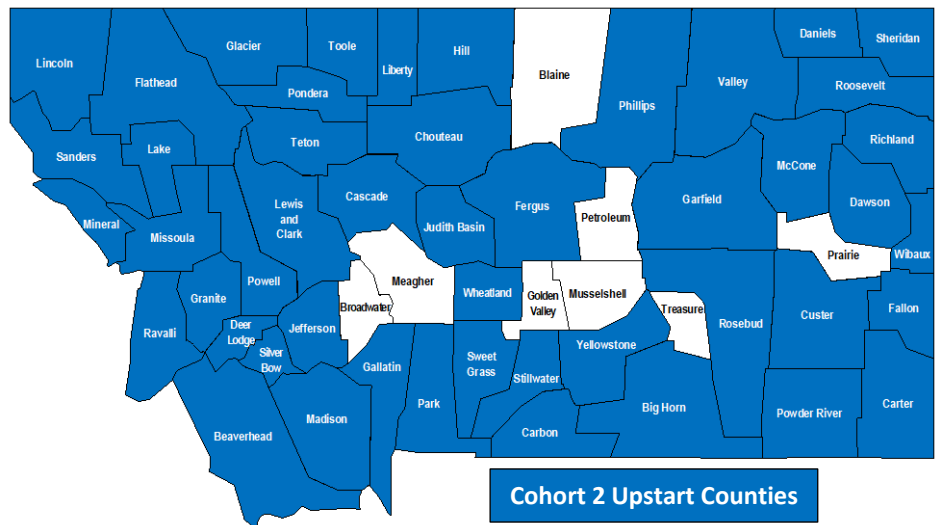 Lincoln
Flathead
Glacier
Toole
Liberty
Hill
Blaine
Phillips
Valley
Daniels
Sheridan
Roosevelt
Pondera
Teton
Chouteau
Richland
McCone
Sanders
Lake
Cascade
Fergus
Petroleum
Garfield
Dawson
Mineral
Missoula
Lewis
and
Clark
Judith Basin
Prairie
Wibaux
Powell
Granite
Meagher
Broadwater
Wheatland
Golden
Valley
Musselshell
Treasure
Rosebud
Custer
Fallon
Ravalli
Deer
Lodge
Silver
Bow
Jefferson
Gallatin
Park
Sweet
Grass
Stillwater
Yellowstone
Big Horn
Powder River
Carter
Beaverhead
Madison
Carbon
Cohort 2 Upstart Counties